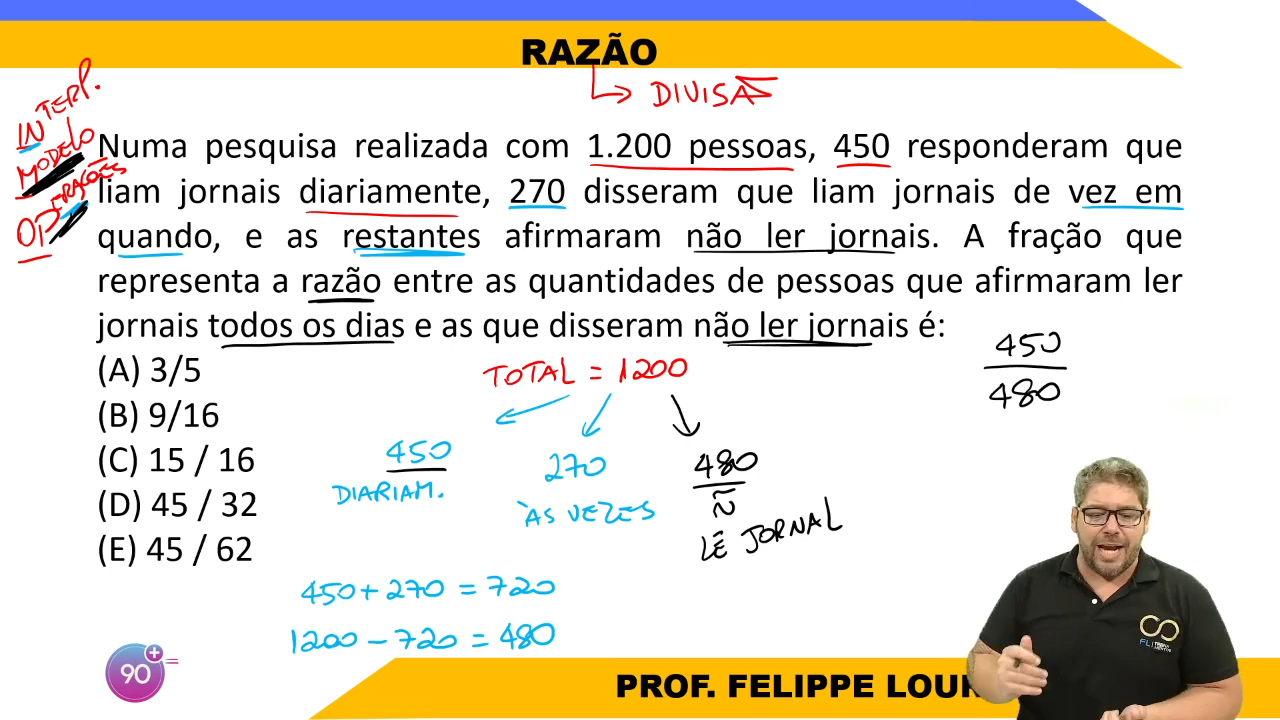 RAZÃO
DIVISÃO
INTERP.
MODELO
OPERAÇÕES
Numa pesquisa realizada com 1.200 pessoas, 450 responderam que
liam jornais diariamente, 270 disseram que liam jornais de vez em
quando, e as restantes afirmaram não ler jornais. A fração que
representa a razão entre as quantidades de pessoas que afirmaram ler
jornais todos os dias e as que disseram não ler jornais é:
(A) 3/5
(B) 9/16
(C) 15 / 16
(D) 45 / 32
(E) 45 / 62
450
480
TOTAL = 1200
450
DIARIAM.
270
ÀS VEZES
480
Ñ
LÊ JORNAL
450 + 270 = 720
1200 - 720 = 480
90+
PROF. FELIPPE LOUR